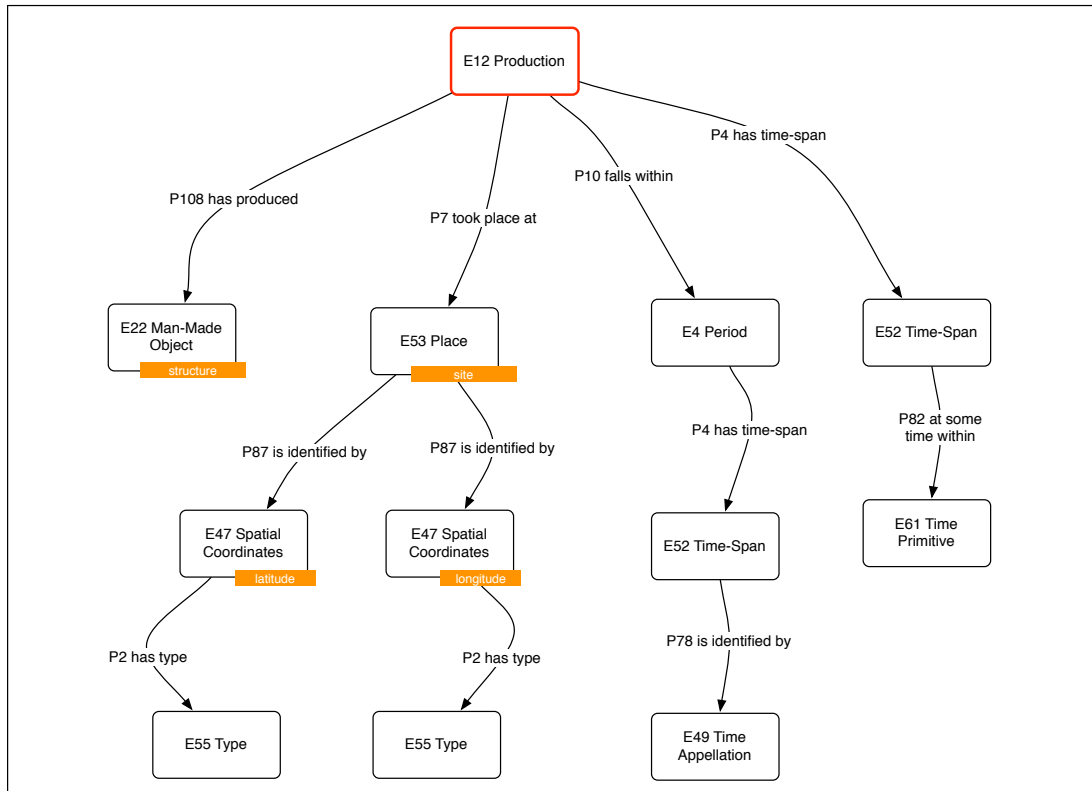 E12 Production
P4 has time-span
P10 falls within
P108 has produced
P7 took place at
E22 Man-Made
Object
structure
E53 Place
site
E4 Period
E52 Time-Span
P87 is identified by
P87 is identified by
P4 has time-span
P82 at some
time within
E47 Spatial
Coordinates
latitude
E47 Spatial
Coordinates
longitude
E52 Time-Span
E61 Time
Primitive
P2 has type
P2 has type
P78 is identified by
E55 Type
E55 Type
E49 Time
Appellation